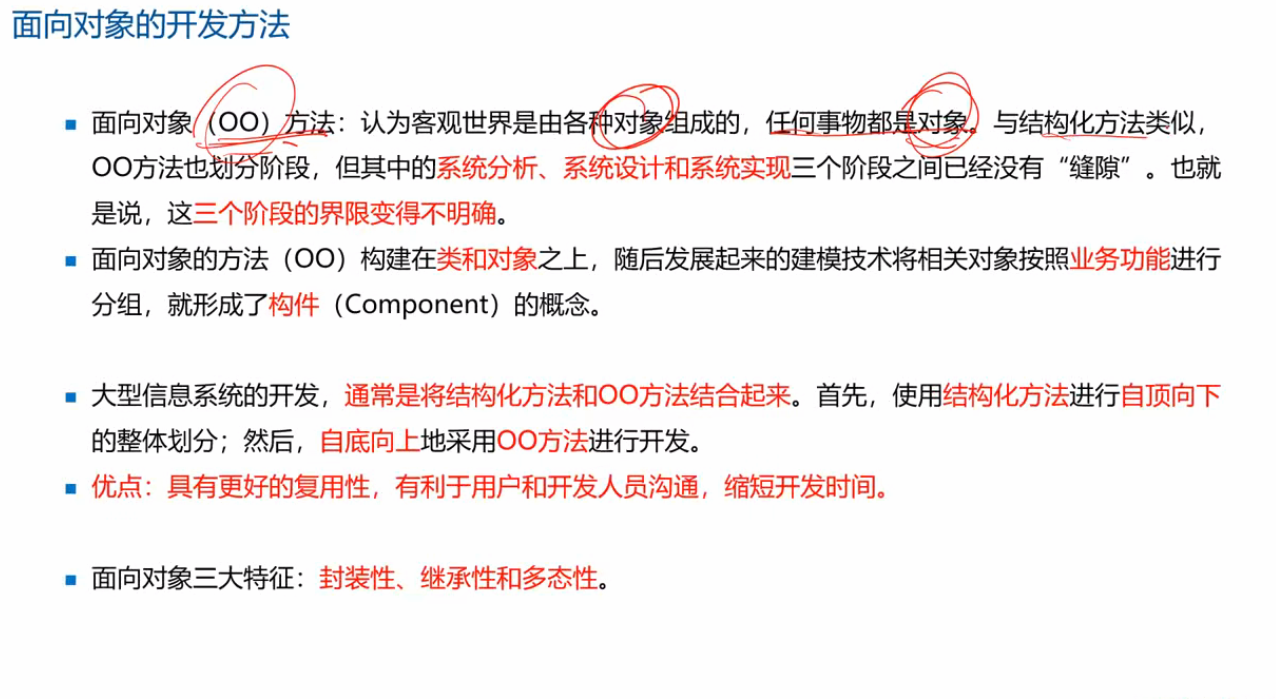 面向对象的开发方法
面向对象（OO）方法：认为客观世界是由各种对象组成的，任何事物都是对象。与结构化方法类似，
OO方法也划分阶段，但其中的系统分析、系统设计和系统实现三个阶段之间已经没有“缝隙”。也就
是说，这三个阶段的界限变得不明确。
面向对象的方法（OO）构建在类和对象之上，随后发展起来的建模技术将相关对象按照业务功能进行
分组，就形成了构件（Component）的概念。
大型信息系统的开发，通常是将结构化方法和OO方法结合起来。首先，使用结构化方法进行自顶向下
的整体划分；然后，自底向上地采用OO方法进行开发。
优点：具有更好的复用性，有利于用户和开发人员沟通，缩短开发时间。
面向对象三大特征：封装性、继承性和多态性。